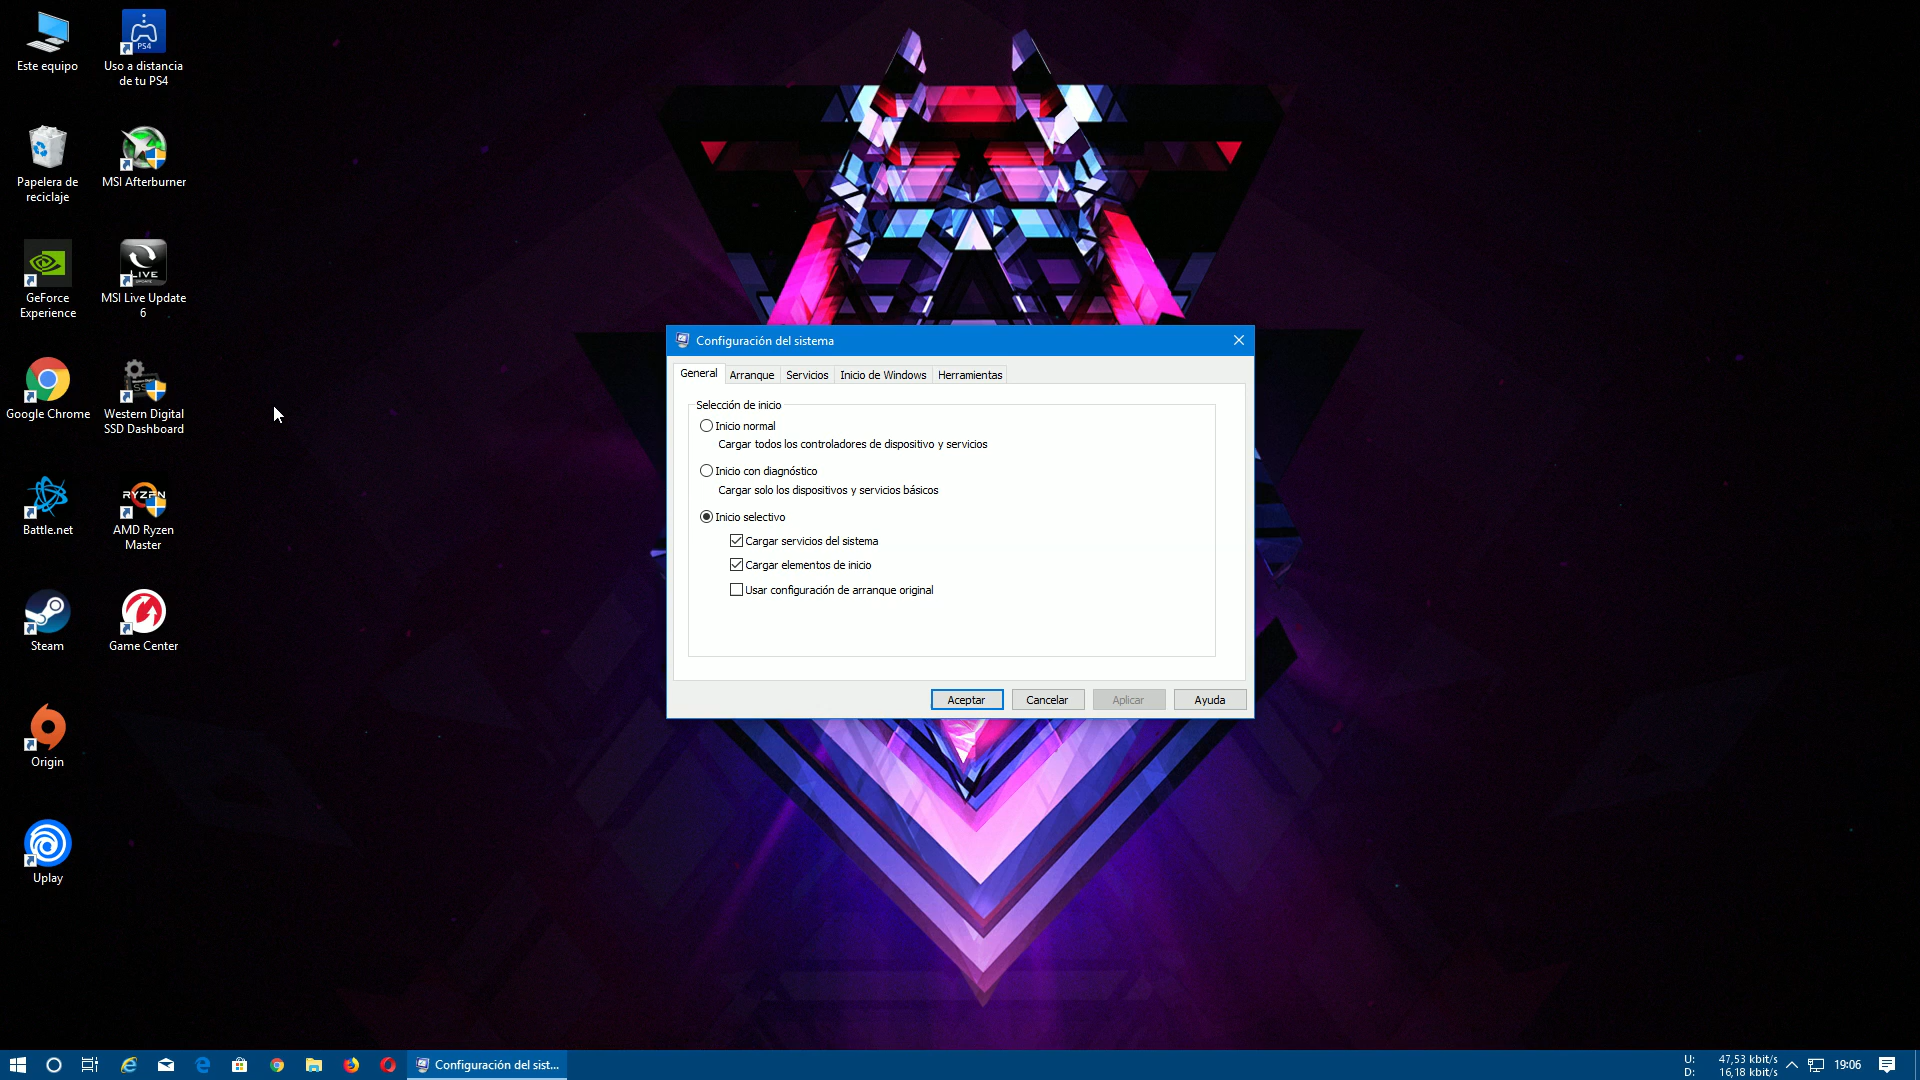 Este equipo
Uso a distancia
de tu PS4
PS4
Papelera de
reciclaje
MSI Afterburner
GeForce
Experience
LIVE
UPDATE
MSI Live Update
6
Google Chrome
Western Digital
SSD Dashboard
Battle.net
RYZEN
AMD Ryzen
Master
Steam
Game Center
Origin
Uplay
Configuración del sistema
General
Arranque
Servicios
Inicio de Windows
Herramientas
Selección de inicio
Inicio normal
Cargar todos los controladores de dispositivo y servicios
Inicio con diagnóstico
Cargar solo los dispositivos y servicios básicos
Inicio selectivo
Cargar servicios del sistema
Cargar elementos de inicio
Usar configuración de arranque original
Aceptar
Cancelar
Aplicar
Ayuda
Configuración del sist...
U: 47,53 kbit/s
D: 16,18 kbit/s
19:06